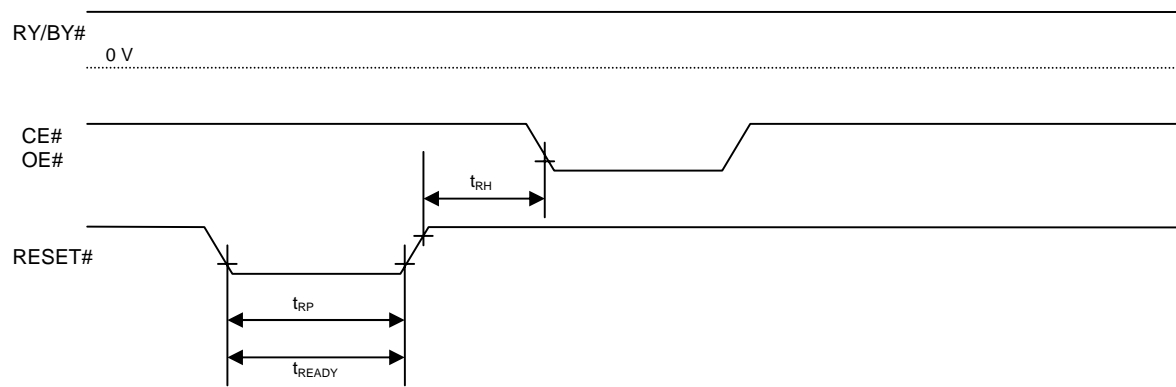 RY/BY#
0 V
CE#
OE#
tRH
RESET#
tRP
tREADY